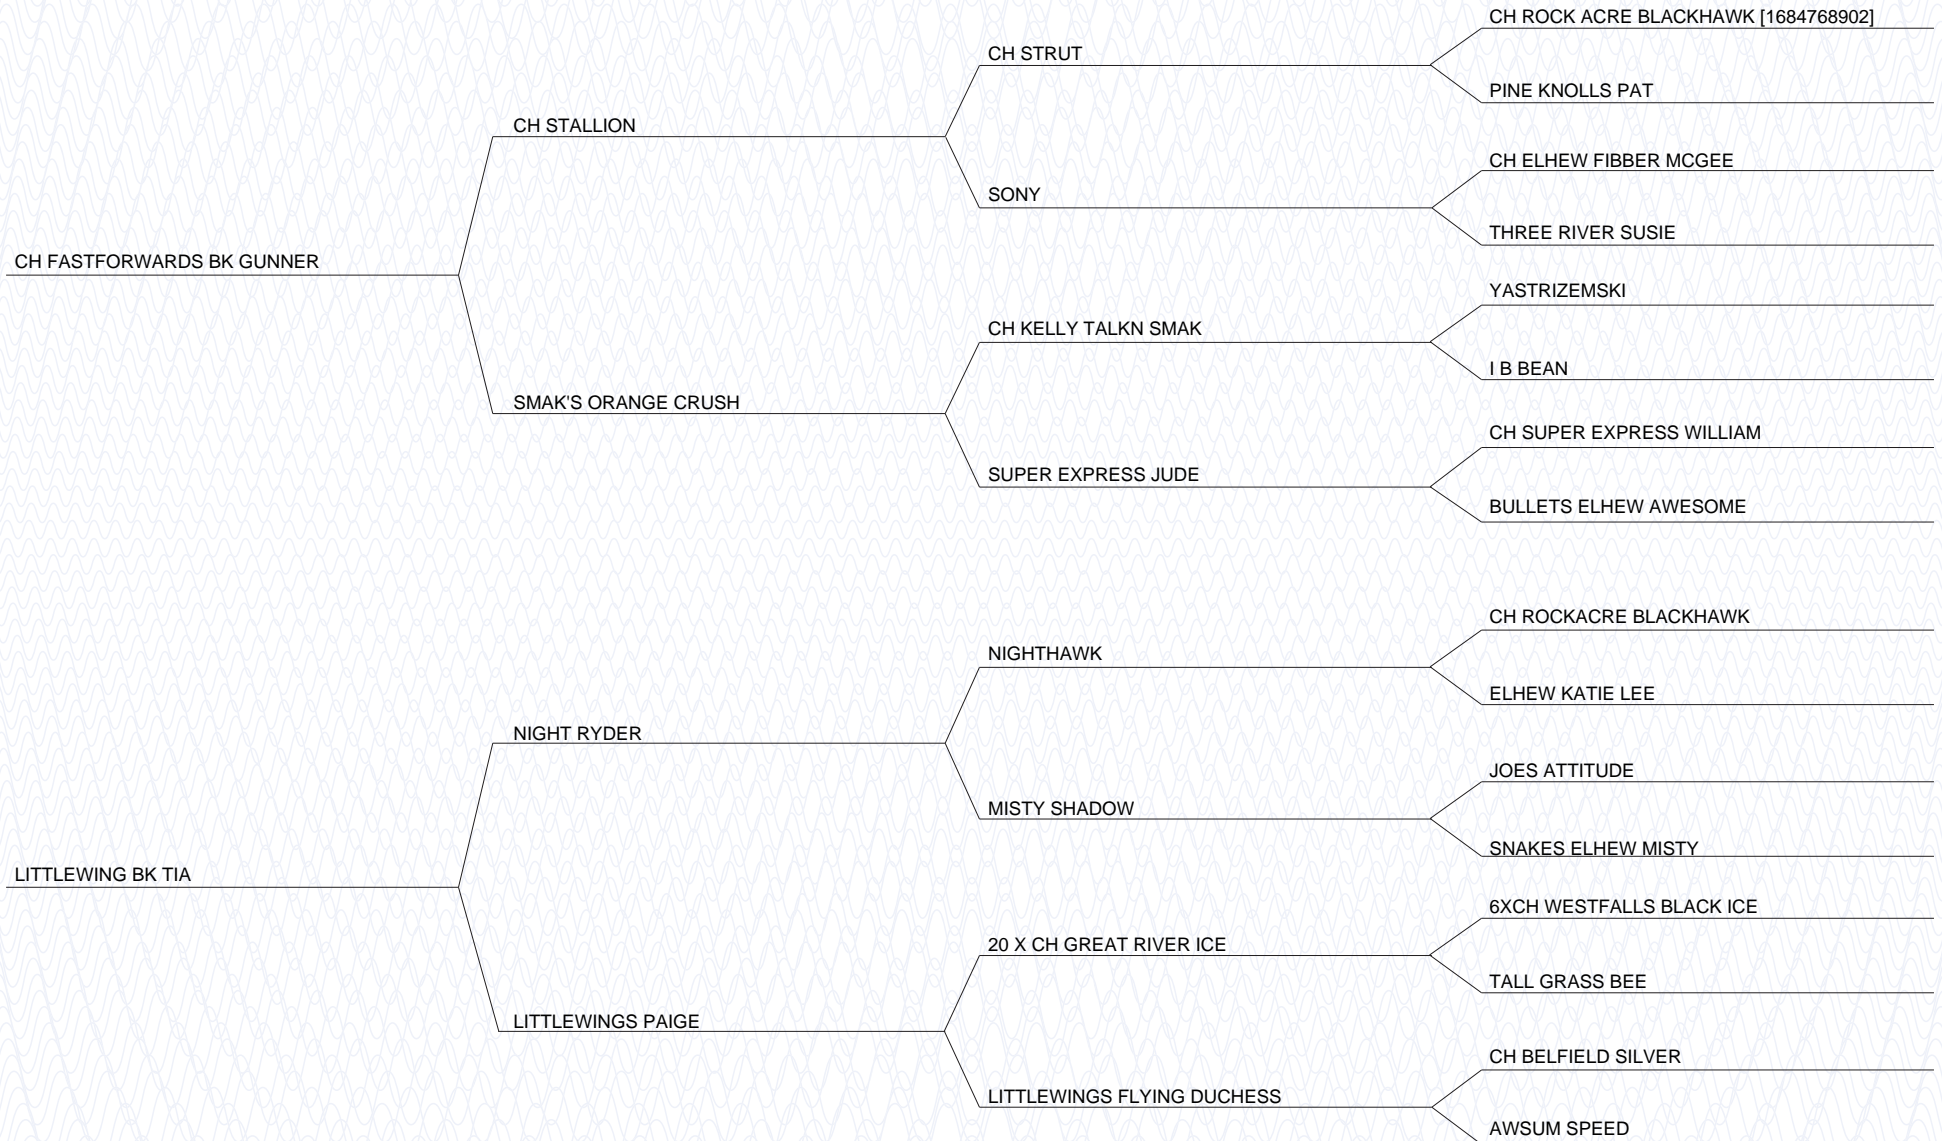 CH ROCK ACRE BLACKHAWK [1684768902]
CH STRUT
PINE KNOLLS PAT
CH STALLION
CH ELHEW FIBBER MCGEE
SONY
THREE RIVER SUSIE
CH FASTFORWARDS BK GUNNER
YASTRIZEMSKI
CH KELLY TALKN SMAK
I B BEAN
SMAK'S ORANGE CRUSH
CH SUPER EXPRESS WILLIAM
SUPER EXPRESS JUDE
BULLETS ELHEW AWESOME
CH ROCKACRE BLACKHAWK
NIGHTHAWK
ELHEW KATIE LEE
NIGHT RYDER
JOES ATTITUDE
MISTY SHADOW
SNAKES ELHEW MISTY
LITTLEWING BK TIA
6XCH WESTFALLS BLACK ICE
20 X CH GREAT RIVER ICE
TALL GRASS BEE
LITTLEWINGS PAIGE
CH BELFIELD SILVER
LITTLEWINGS FLYING DUCHESS
AWSUM SPEED